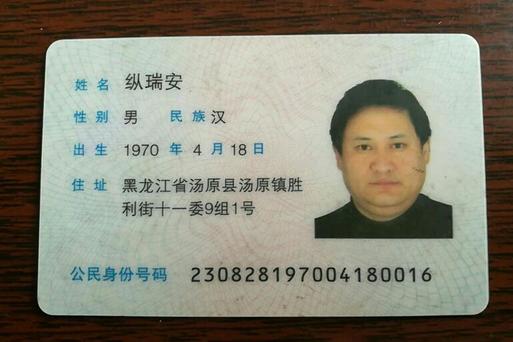 姓名 纵瑞安
性别 男 民族 汉
出生 1970 年 4 月 18 日
住址 黑龙江省汤原县汤原镇胜
利街十一委9组1号
公民身份号码 230828197004180016